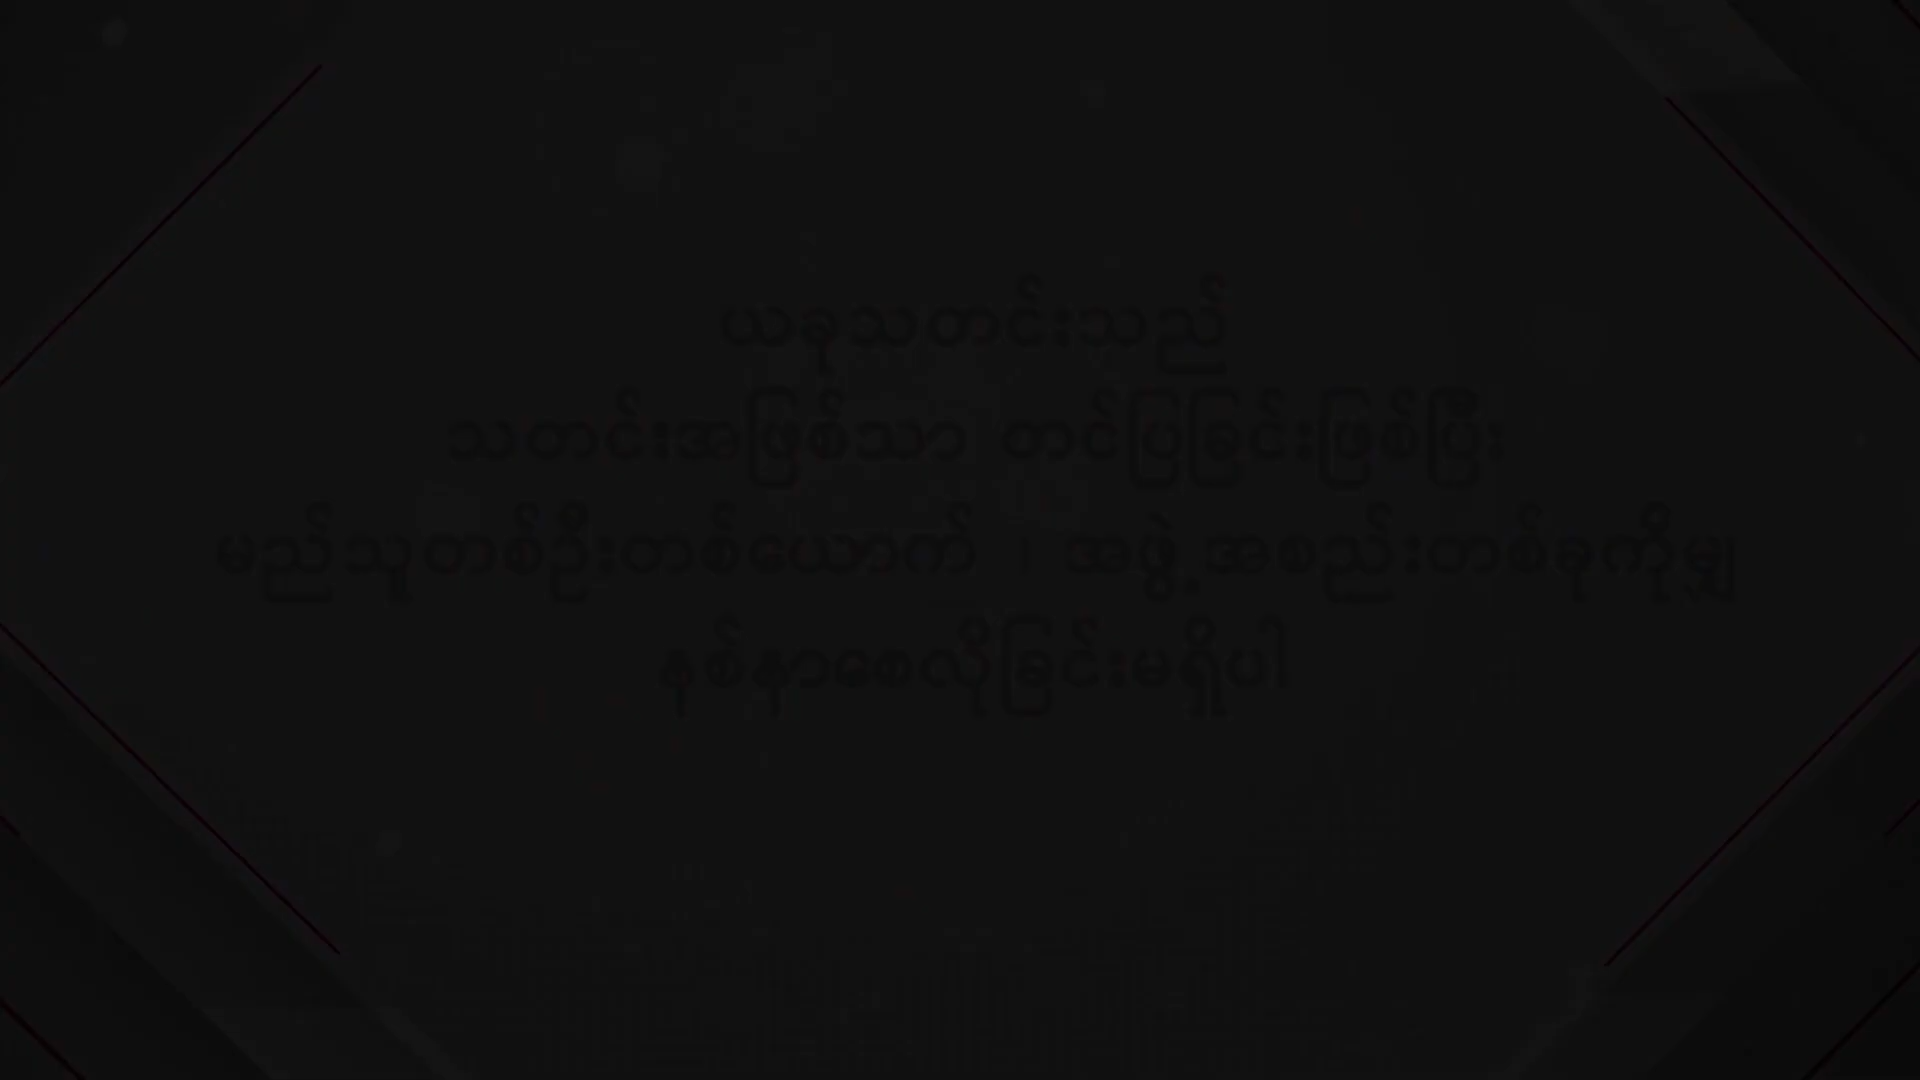 ယခုသတင်းသည်
သတင်းအဖြစ်သာ တင်ပြခြင်းဖြစ်ပြီး
မည်သူတစ်ဦးတစ်ယောက် ၊ အဖွဲ့အစည်းတစ်ခုကိုမျှ
နစ်နာစေလိုခြင်းမရှိပါ